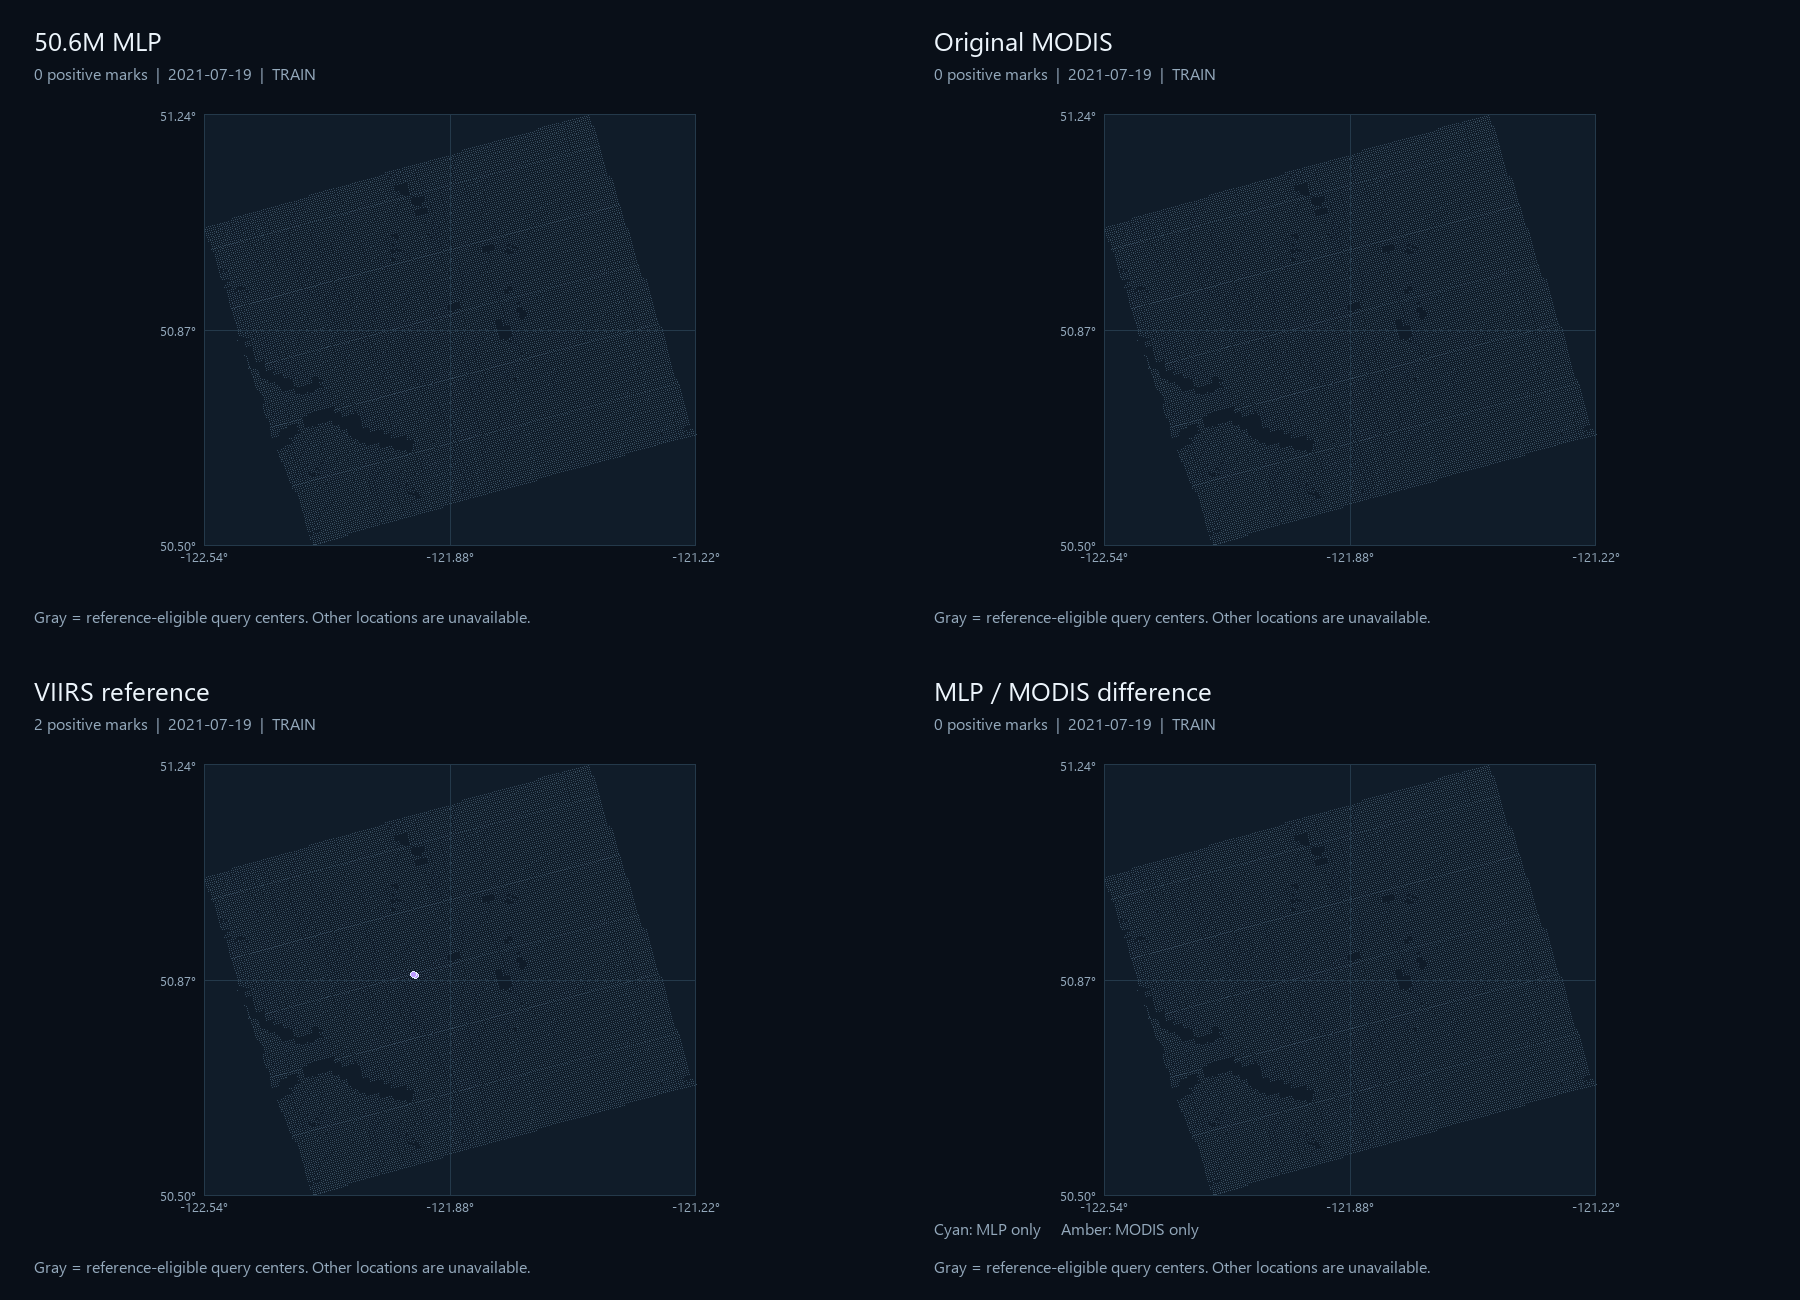 50.6M MLP
0 positive marks | 2021-07-19 | TRAIN
51.24°
50.87°
50.50°
-122.54°
-121.88°
-121.22°
Gray = reference-eligible query centers. Other locations are unavailable.
Original MODIS
0 positive marks | 2021-07-19 | TRAIN
51.24°
50.87°
50.50°
-122.54°
-121.88°
-121.22°
Gray = reference-eligible query centers. Other locations are unavailable.
VIIRS reference
2 positive marks | 2021-07-19 | TRAIN
51.24°
50.87°
50.50°
-122.54°
-121.88°
-121.22°
Gray = reference-eligible query centers. Other locations are unavailable.
MLP / MODIS difference
0 positive marks | 2021-07-19 | TRAIN
51.24°
50.87°
50.50°
-122.54°
-121.88°
-121.22°
Cyan: MLP only Amber: MODIS only
Gray = reference-eligible query centers. Other locations are unavailable.